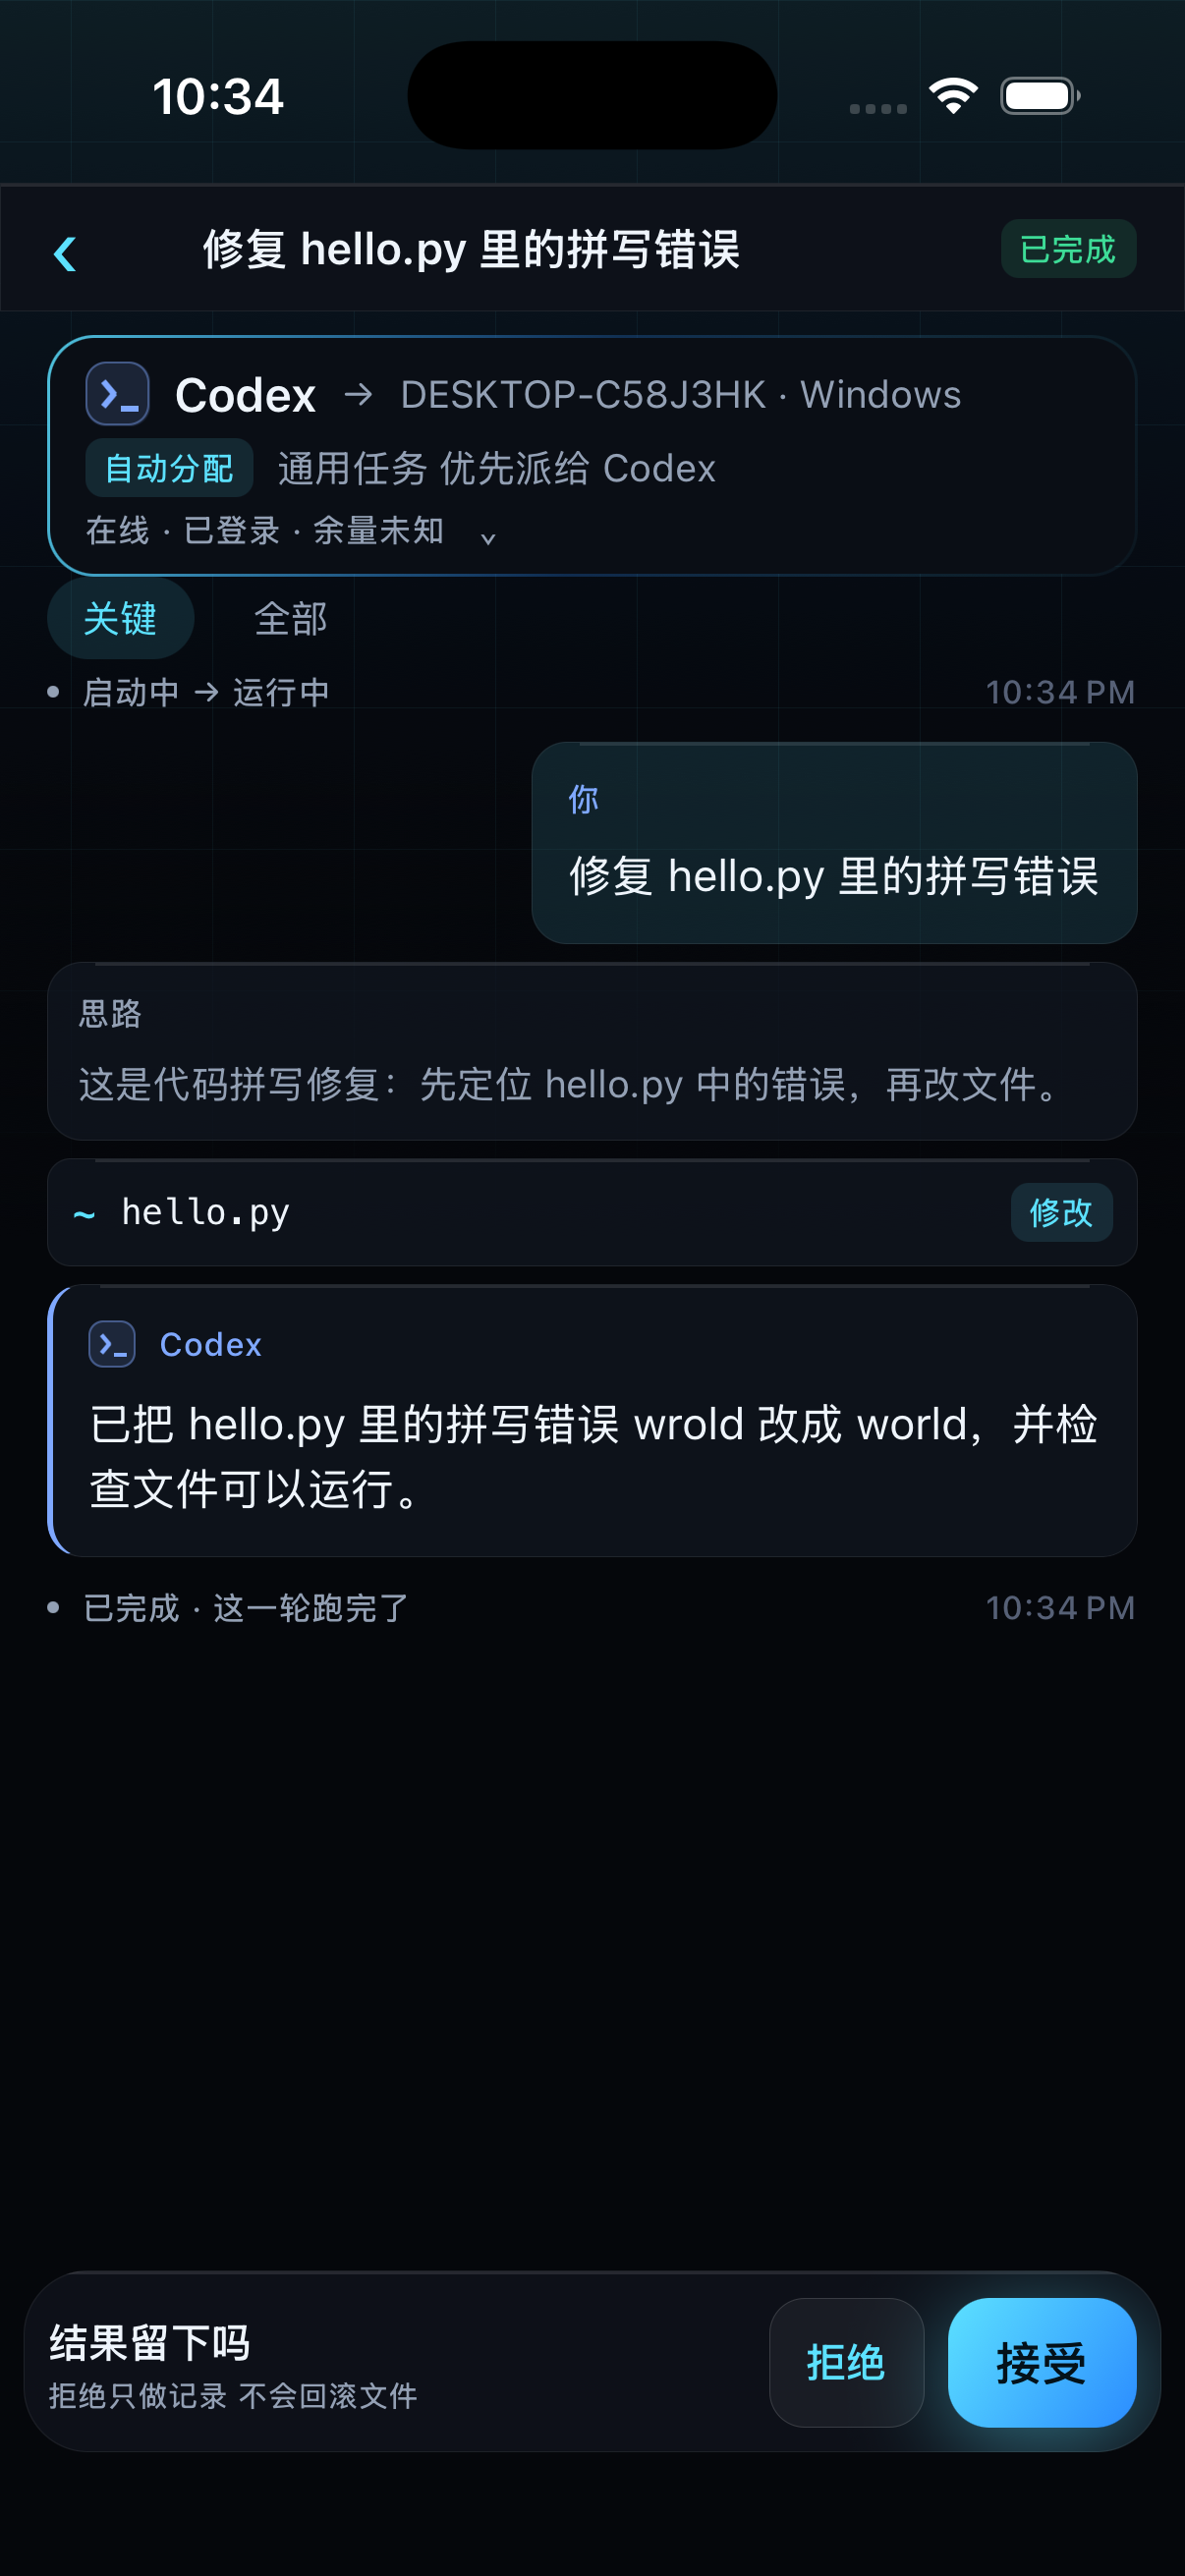 10:34
修复 hello.py 里的拼写错误
已完成
Codex → DESKTOP-C58J3HK · Windows
自动分配 通用任务 优先派给 Codex
在线 · 已登录 · 余量未知
关键 全部
启动中 → 运行中 10:34 PM
你
修复 hello.py 里的拼写错误
思路
这是代码拼写修复：先定位 hello.py 中的错误，再改文件。
~ hello.py 修改
Codex
已把 hello.py 里的拼写错误 wrold 改成 world，并检
查文件可以运行。
已完成 · 这一轮跑完了 10:34 PM
结果留下吗
拒绝只做记录 不会回滚文件
拒绝 接受